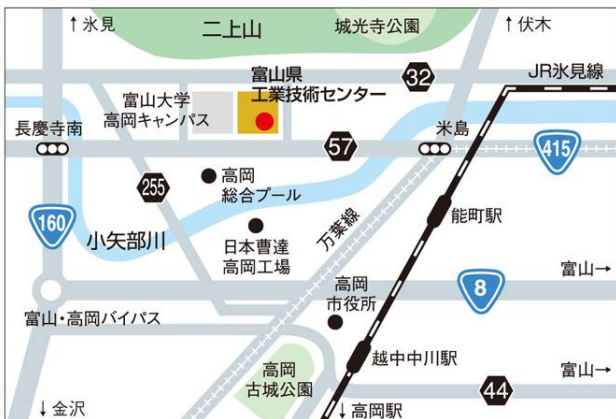 ↑氷見
二上山
城光寺公園
↑伏木
富山県
工業技術センター
32
JR氷見線
富山大学
高岡キャンパス
長慶寺南
57
米島
415
255
高岡
総合プール
160
小矢部川
日本曹達
高岡工場
万葉線
能町駅
高岡
市役所
8
富山→
富山・高岡バイパス
高岡
古城公園
越中中川駅
富山→
44
↓金沢
↓高岡駅